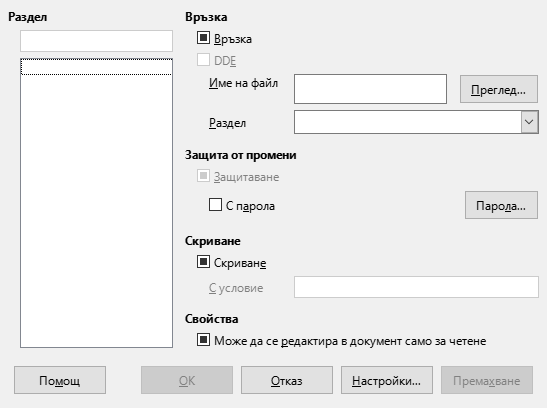 Раздел
Връзка
Връзка
DDE
Име на файл
Преглед...
Раздел
Защита от промени
Защитаване
С парола
Парола...
Скриване
Скриване
С условие
Свойства
Може да се редактира в документ само за четене
Помощ
ОК
Отказ
Настройки...
Премахване